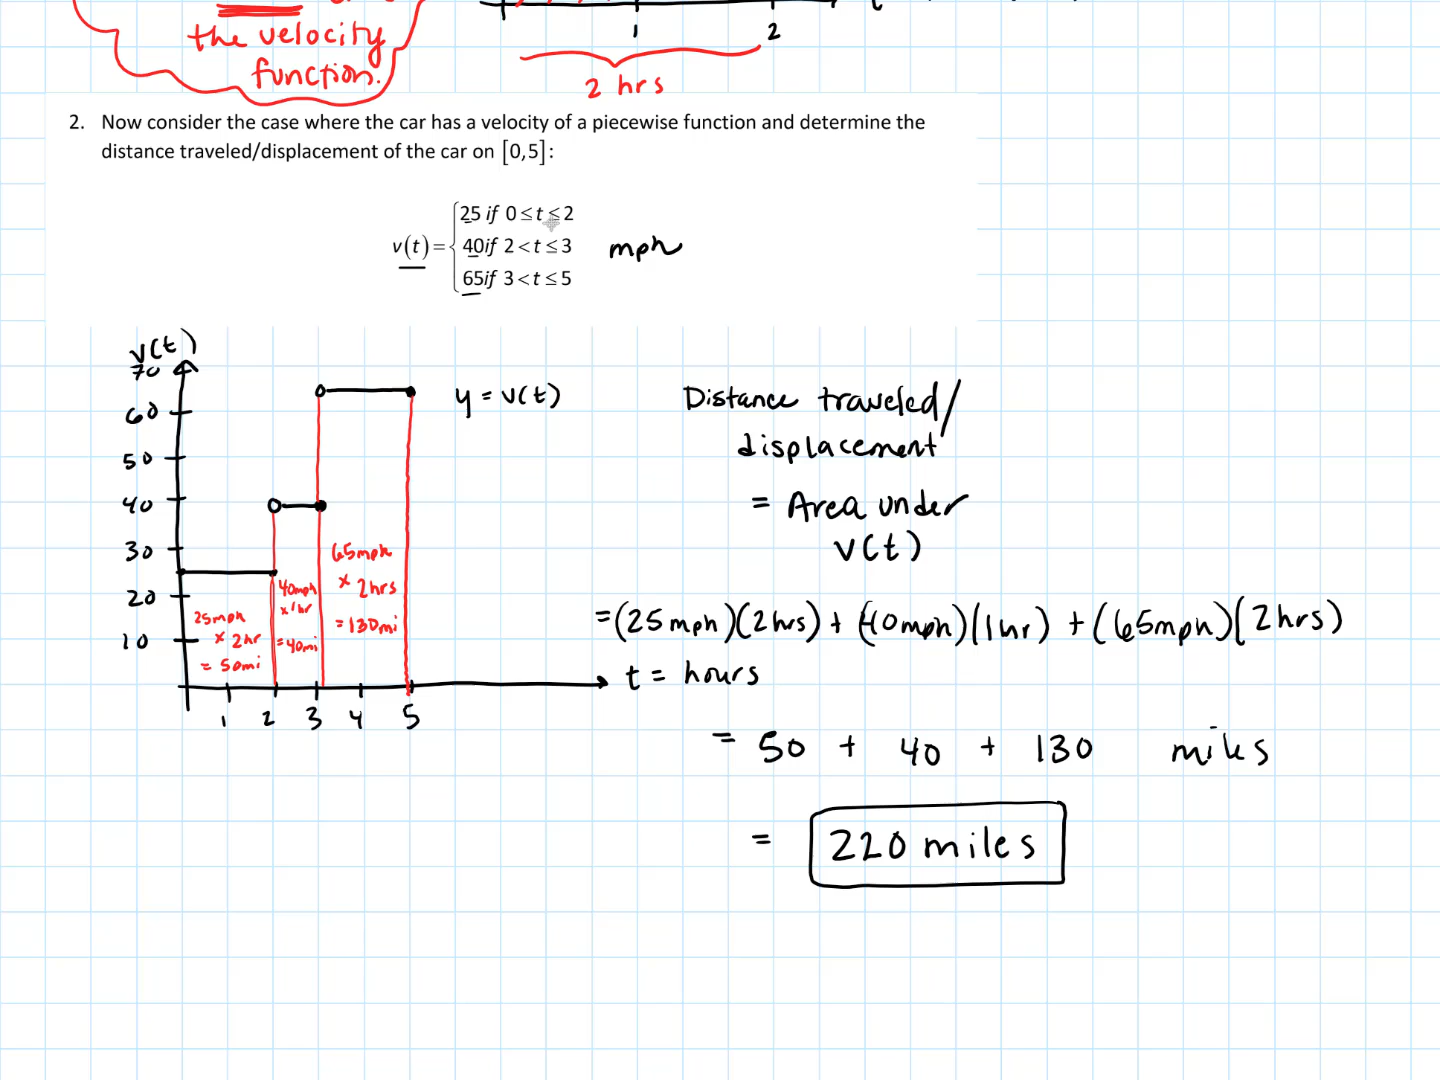 the velocity
function.
1 2
2 hrs
2. Now consider the case where the car has a velocity of a piecewise function and determine the
distance traveled/displacement of the car on [0,5]:
25 if 0 ≤ t ≤ 2
v(t) = { 40 if 2 < t ≤ 3 mph
65 if 3 < t ≤ 5
v(t)
70
60
50
40
30
20
10
1 2 3 4 5
y = v(t)
25mph
x 2hr
= 50mi
40mph
x 1hr
= 40mi
65mph
x 2hrs
= 130mi
t = hours
Distance traveled/
displacement
= Area under
v(t)
= (25mph)(2hrs) + (40mph)(1hr) + (65mph)(2hrs)
= 50 + 40 + 130 miles
= 220 miles